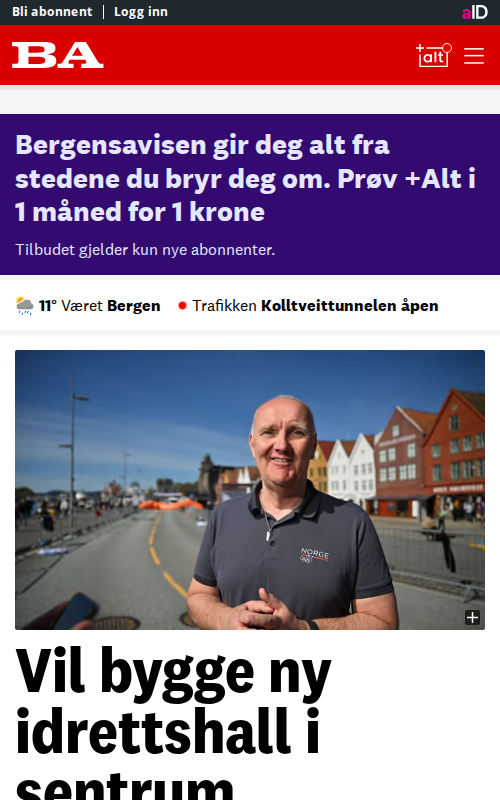 Bli abonnent
Logg inn
aID
BA
+alt
Bergensavisen gir deg alt fra
stedene du bryr deg om. Prøv +Alt i
1 måned for 1 krone
Tilbudet gjelder kun nye abonnenter.
11° Været Bergen
Trafikken Kolltveittunnelen åpen
NORGE
Vil bygge ny
idrettshall i
sentrum